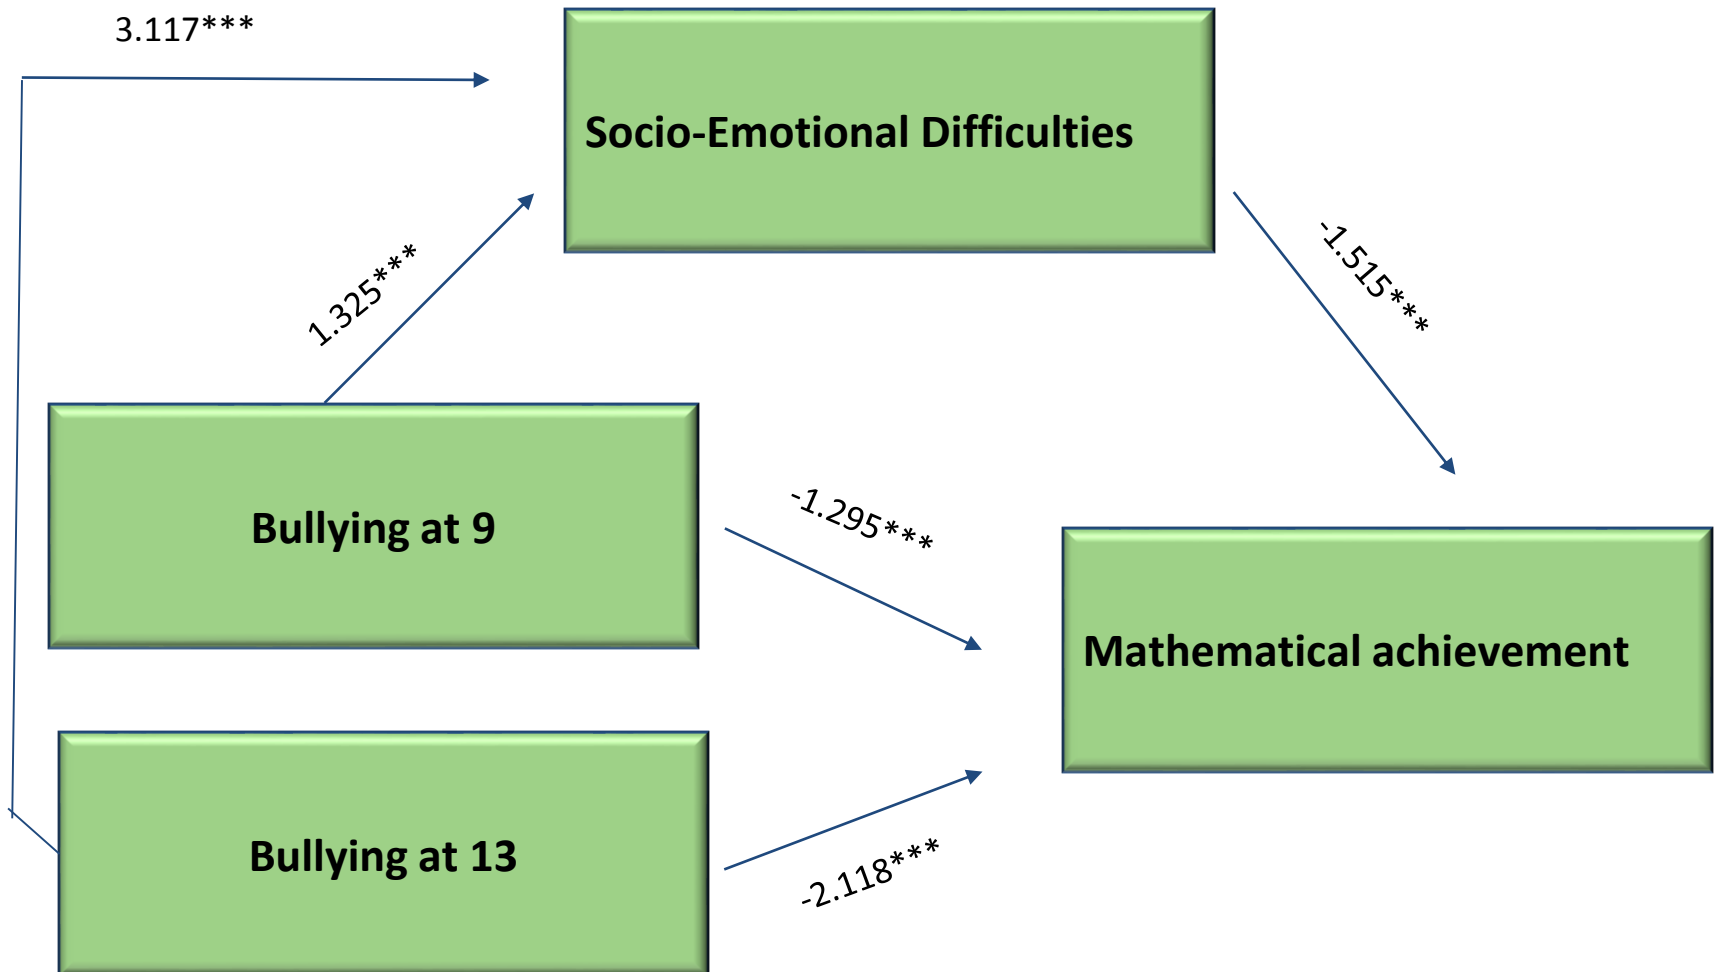 3.117***
Socio-Emotional Difficulties
1.325***
-1.515***
Bullying at 9
-1.295***
Mathematical achievement
Bullying at 13
-2.118***